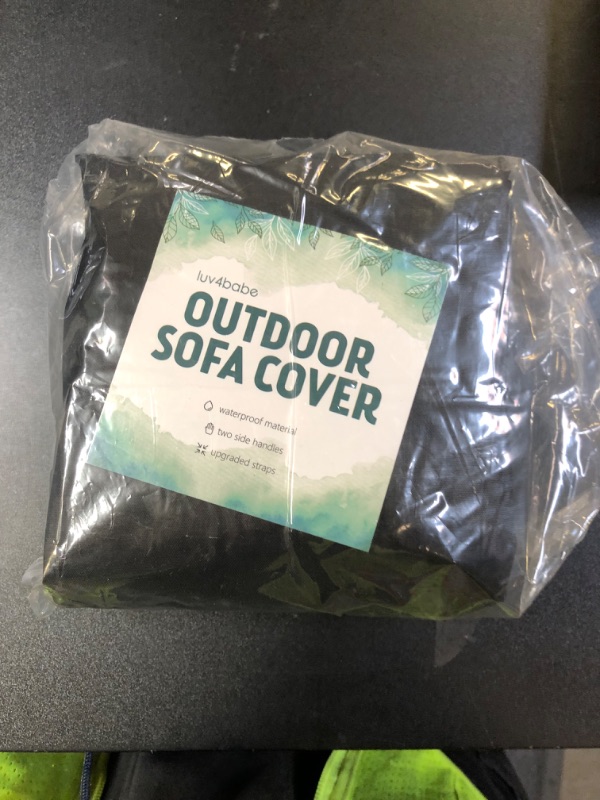 luv4babe
OUTDOOR
SOFA COVER
waterproof material
two side handles
upgraded straps